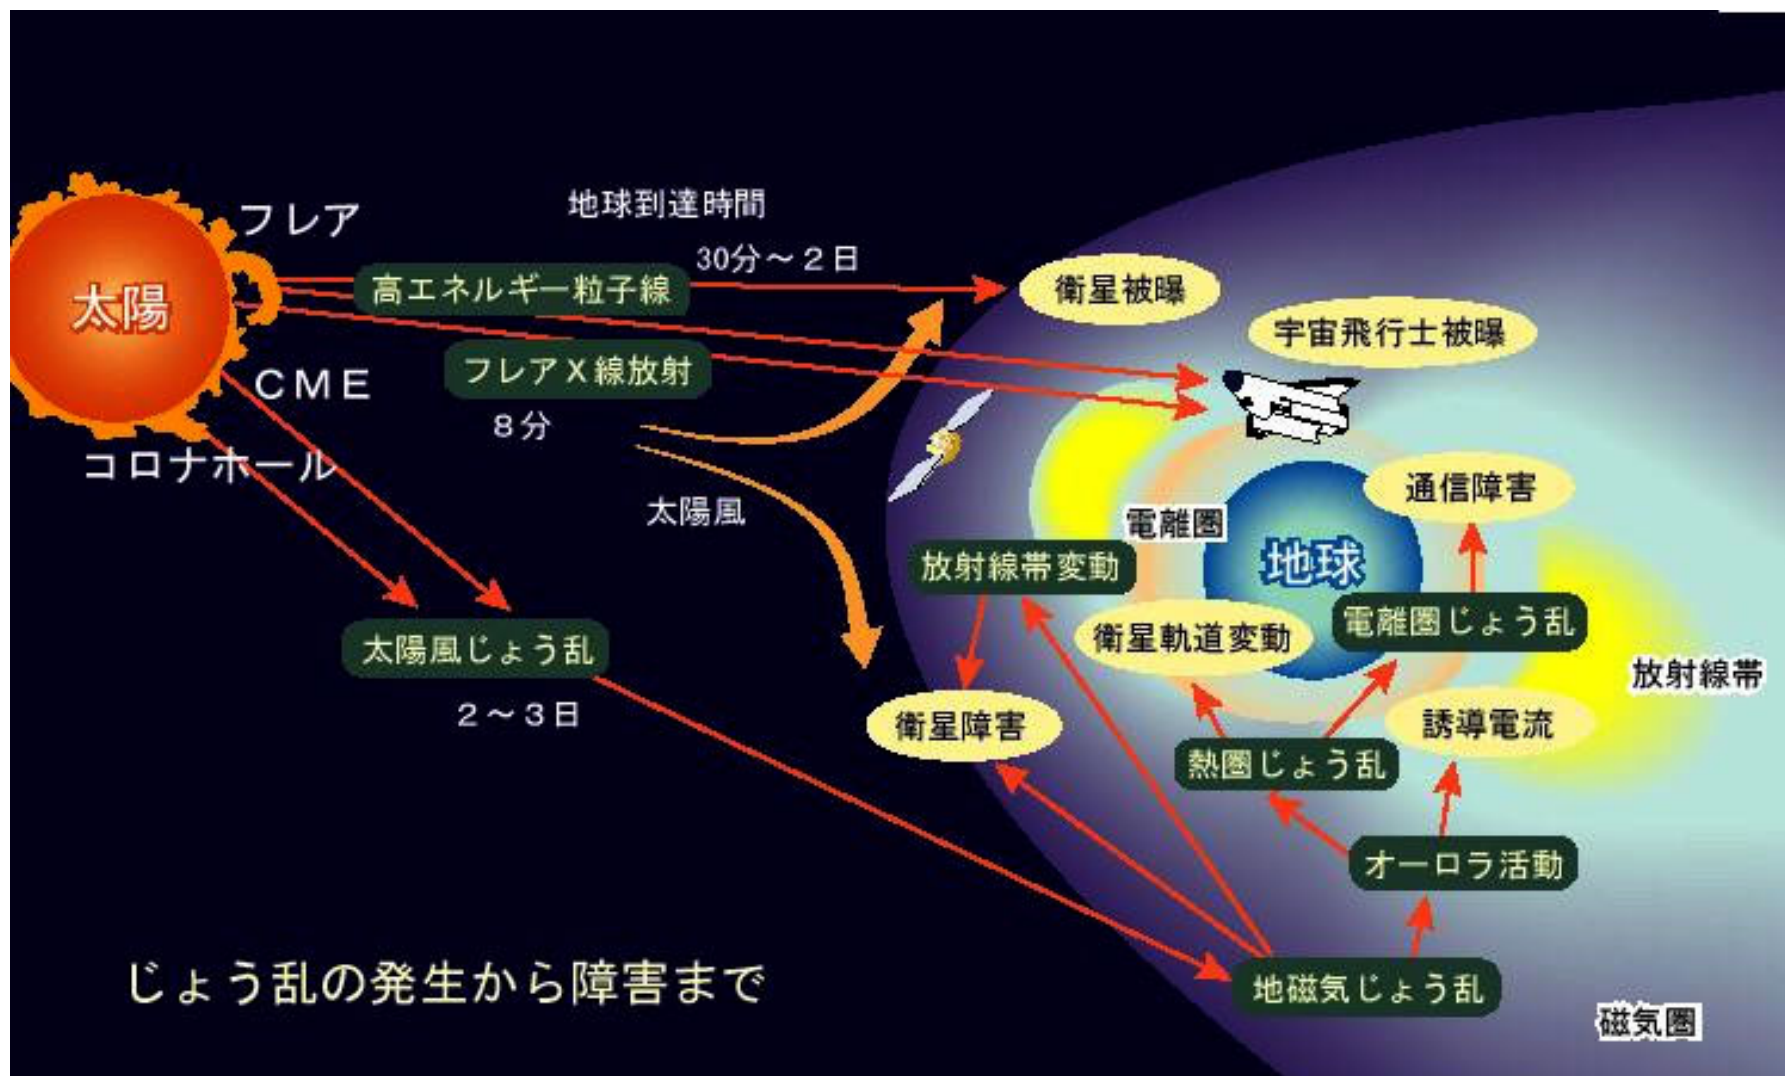 フレア
地球到達時間
30分～２日
高エネルギー粒子線
衛星被曝
太陽
宇宙飛行士被曝
フレアＸ線放射
ＣＭＥ
８分
コロナホール
通信障害
太陽風
電離圏
放射線帯変動
地球
電離圏じょう乱
衛星軌道変動
太陽風じょう乱
放射線帯
２～３日
衛星障害
誘導電流
熱圏じょう乱
オーロラ活動
じょう乱の発生から障害まで
地磁気じょう乱
磁気圏